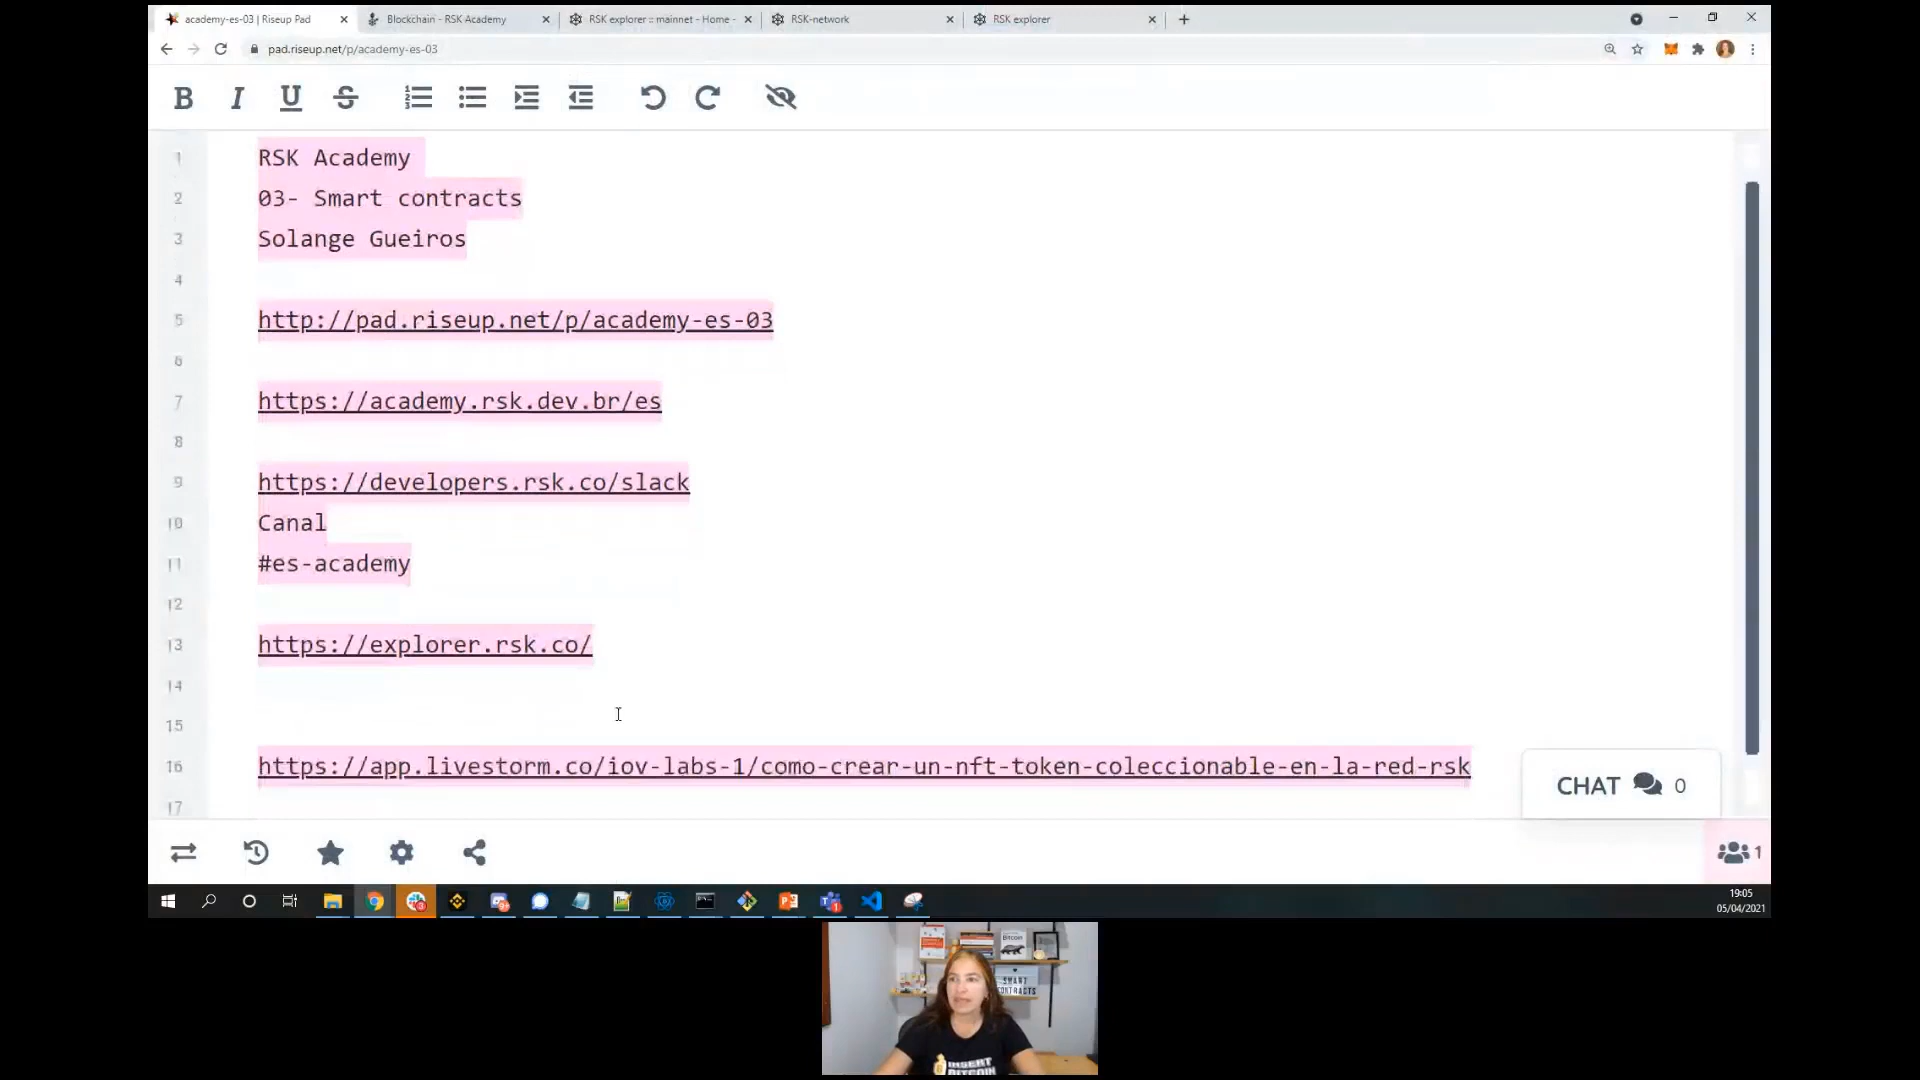 academy-es-03 | Riseup Pad
Blockchain - RSK Academy
RSK explorer :: mainnet - Home -
RSK-network
RSK explorer
pad.riseup.net/p/academy-es-03
1 RSK Academy
2 03- Smart contracts
3 Solange Gueiros
4
5 http://pad.riseup.net/p/academy-es-03
6
7 https://academy.rsk.dev.br/es
8
9 https://developers.rsk.co/slack
10 Canal
11 #es-academy
12
13 https://explorer.rsk.co/
14
15
16 https://app.livestorm.co/iov-labs-1/como-crear-un-nft-token-coleccionable-en-la-red-rsk
17
CHAT 0
1
19:05
05/04/2021
Bitcoin
SMART
CONTRACTS
INSERT
BITCOIN